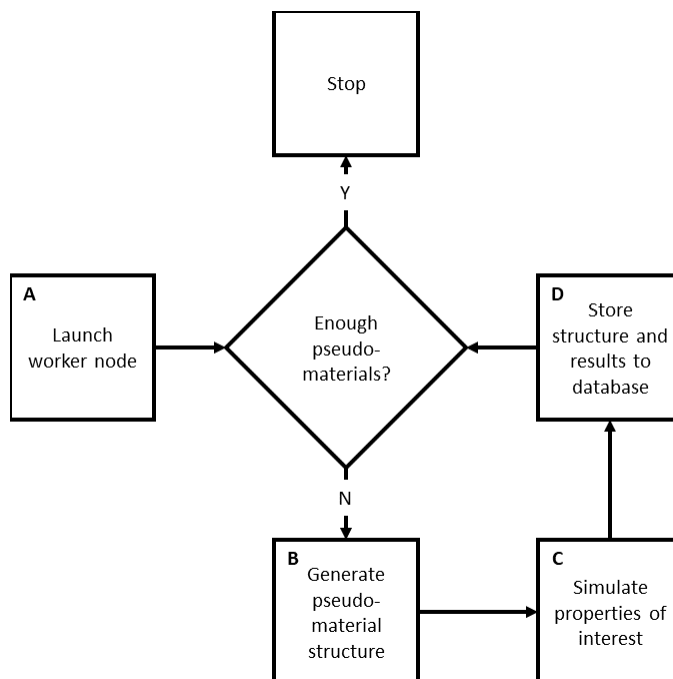 Stop
Y
A
Launch
worker node
Enough
pseudo-
materials?
D
Store
structure and
results to
database
N
B
Generate
pseudo-
material
structure
C
Simulate
properties of
interest